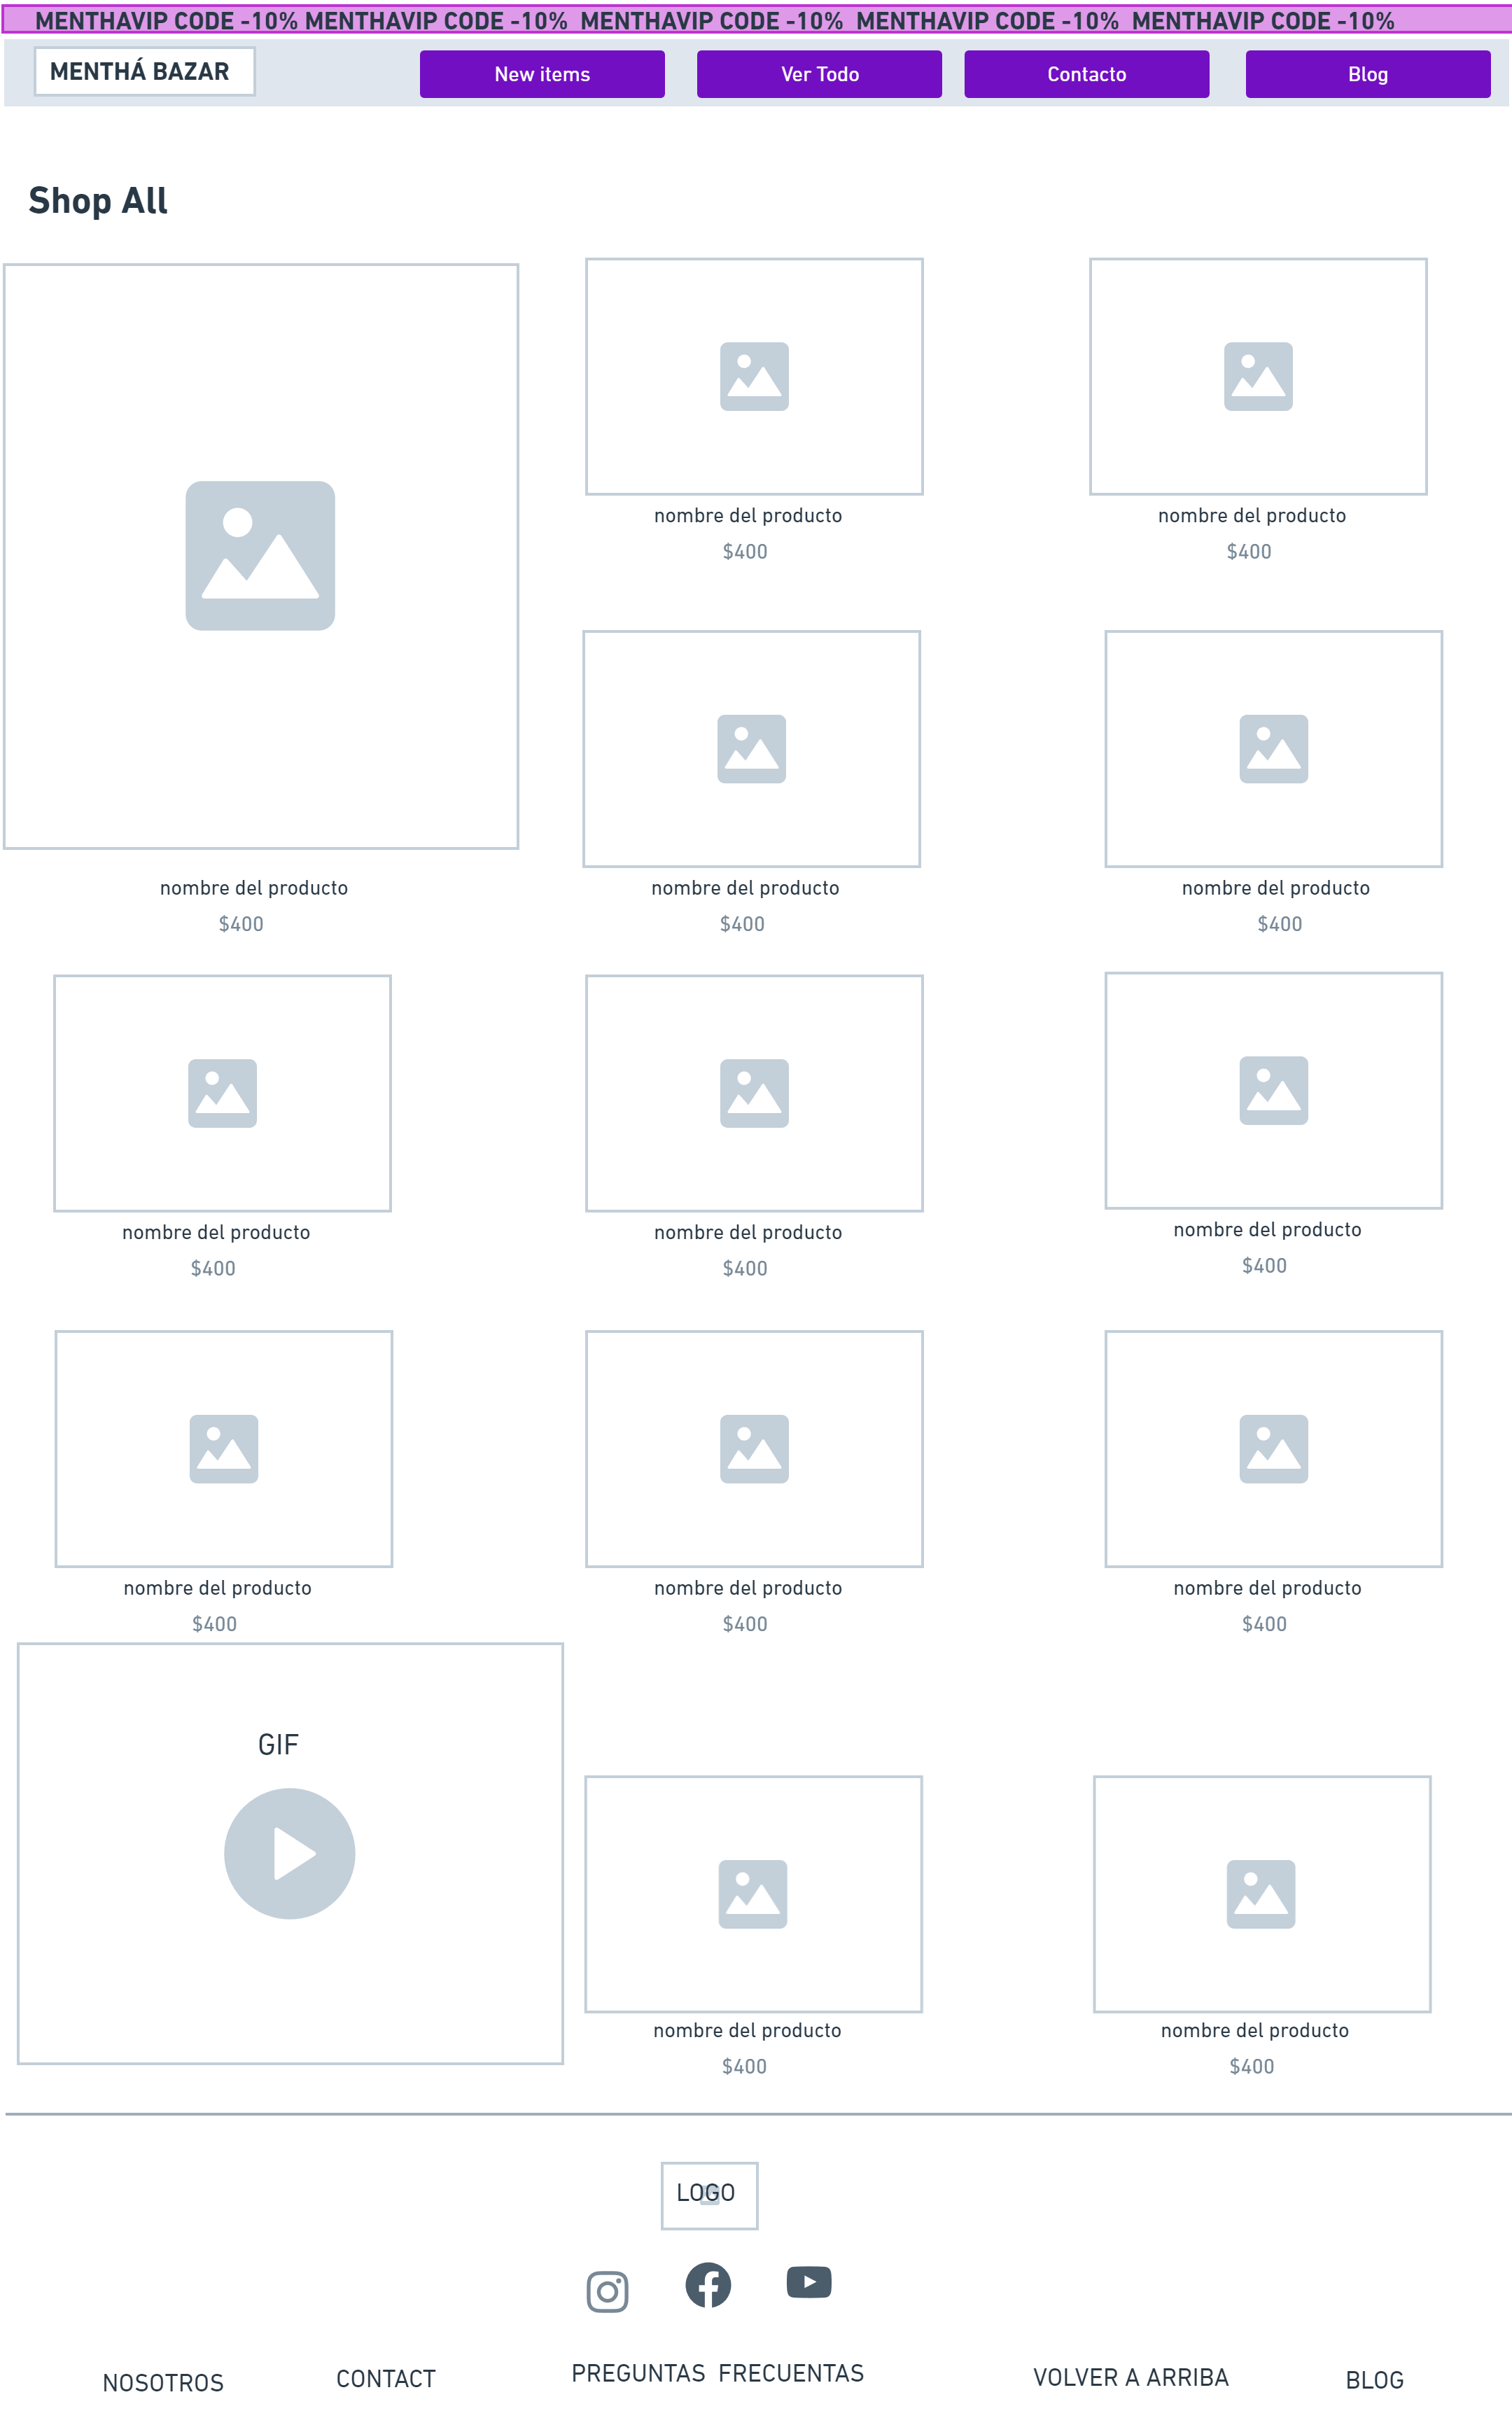 MENTHAVIP CODE -10% MENTHAVIP CODE -10% MENTHAVIP CODE -10% MENTHAVIP CODE -10% MENTHAVIP CODE -10%
MENTHÁ BAZAR
New items
Ver Todo
Contacto
Blog
Shop All
nombre del producto
$400
nombre del producto
$400
nombre del producto
$400
nombre del producto
$400
nombre del producto
$400
nombre del producto
$400
nombre del producto
$400
nombre del producto
$400
nombre del producto
$400
nombre del producto
$400
nombre del producto
$400
GIF
nombre del producto
$400
nombre del producto
$400
LOGO
NOSOTROS
CONTACT
PREGUNTAS FRECUENTAS
VOLVER A ARRIBA
BLOG